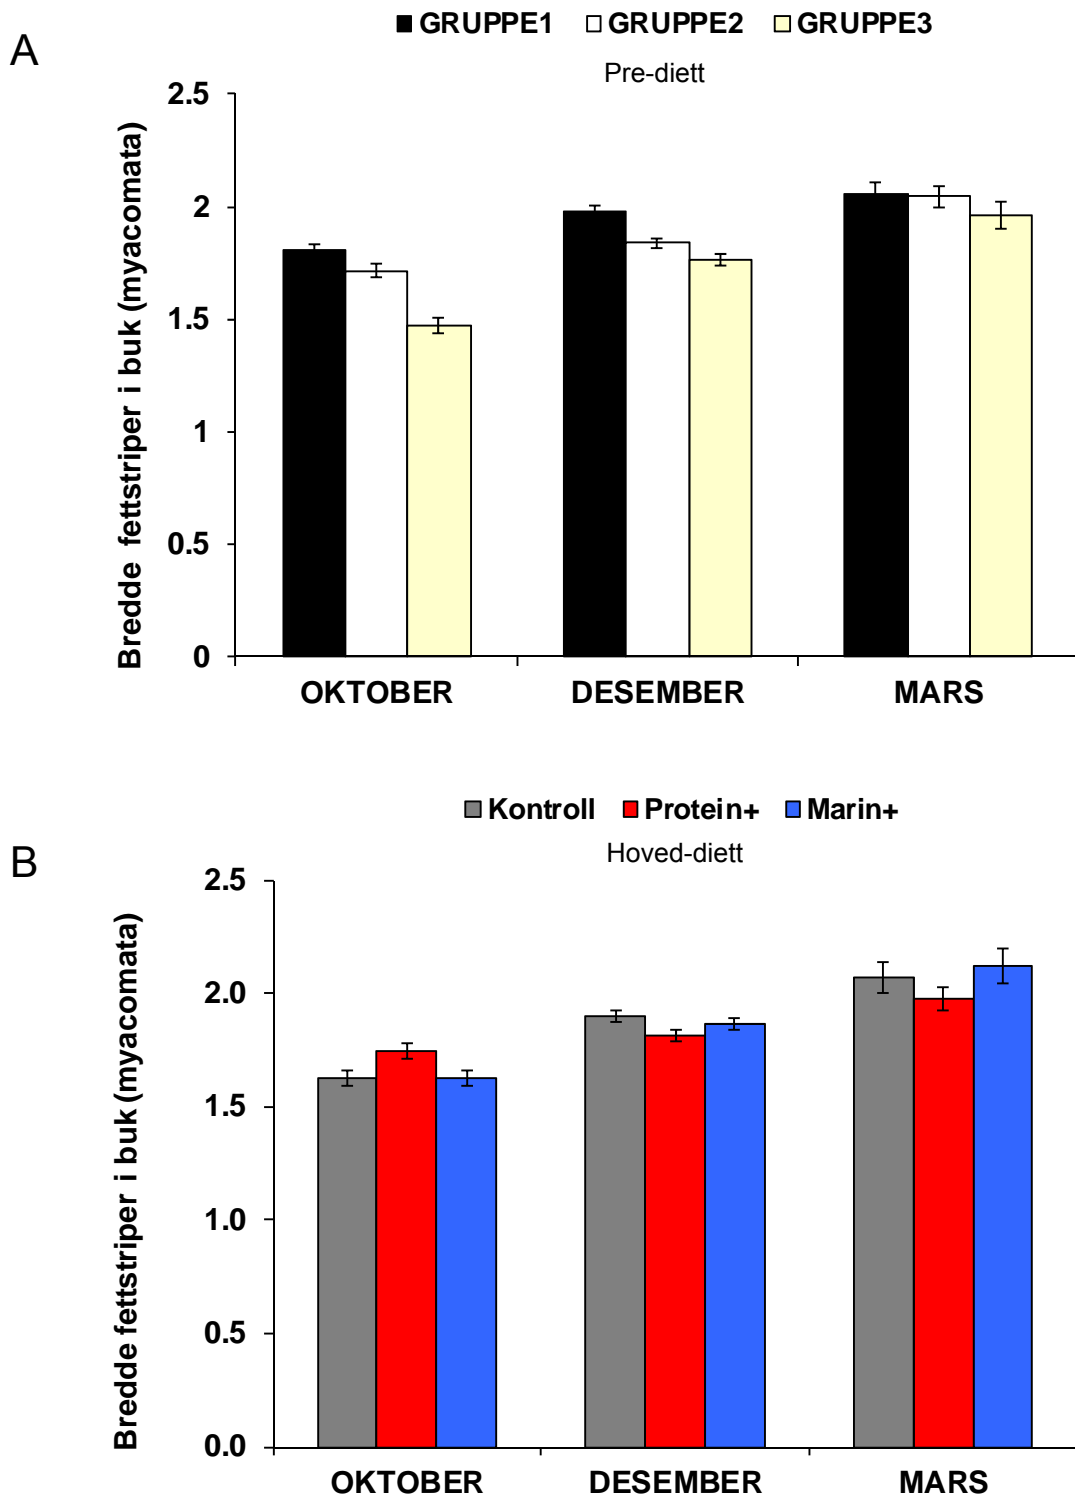 GRUPPE1 GRUPPE2 GRUPPE3
A
Pre-diett
Bredde fettstriper i buk (myacomata)
2.5
2
1.5
1
0.5
0
OKTOBER DESEMBER MARS
Kontroll Protein+ Marin+
B
Hoved-diett
Bredde fettstriper i buk (myacomata)
2.5
2.0
1.5
1.0
0.5
0.0
OKTOBER DESEMBER MARS